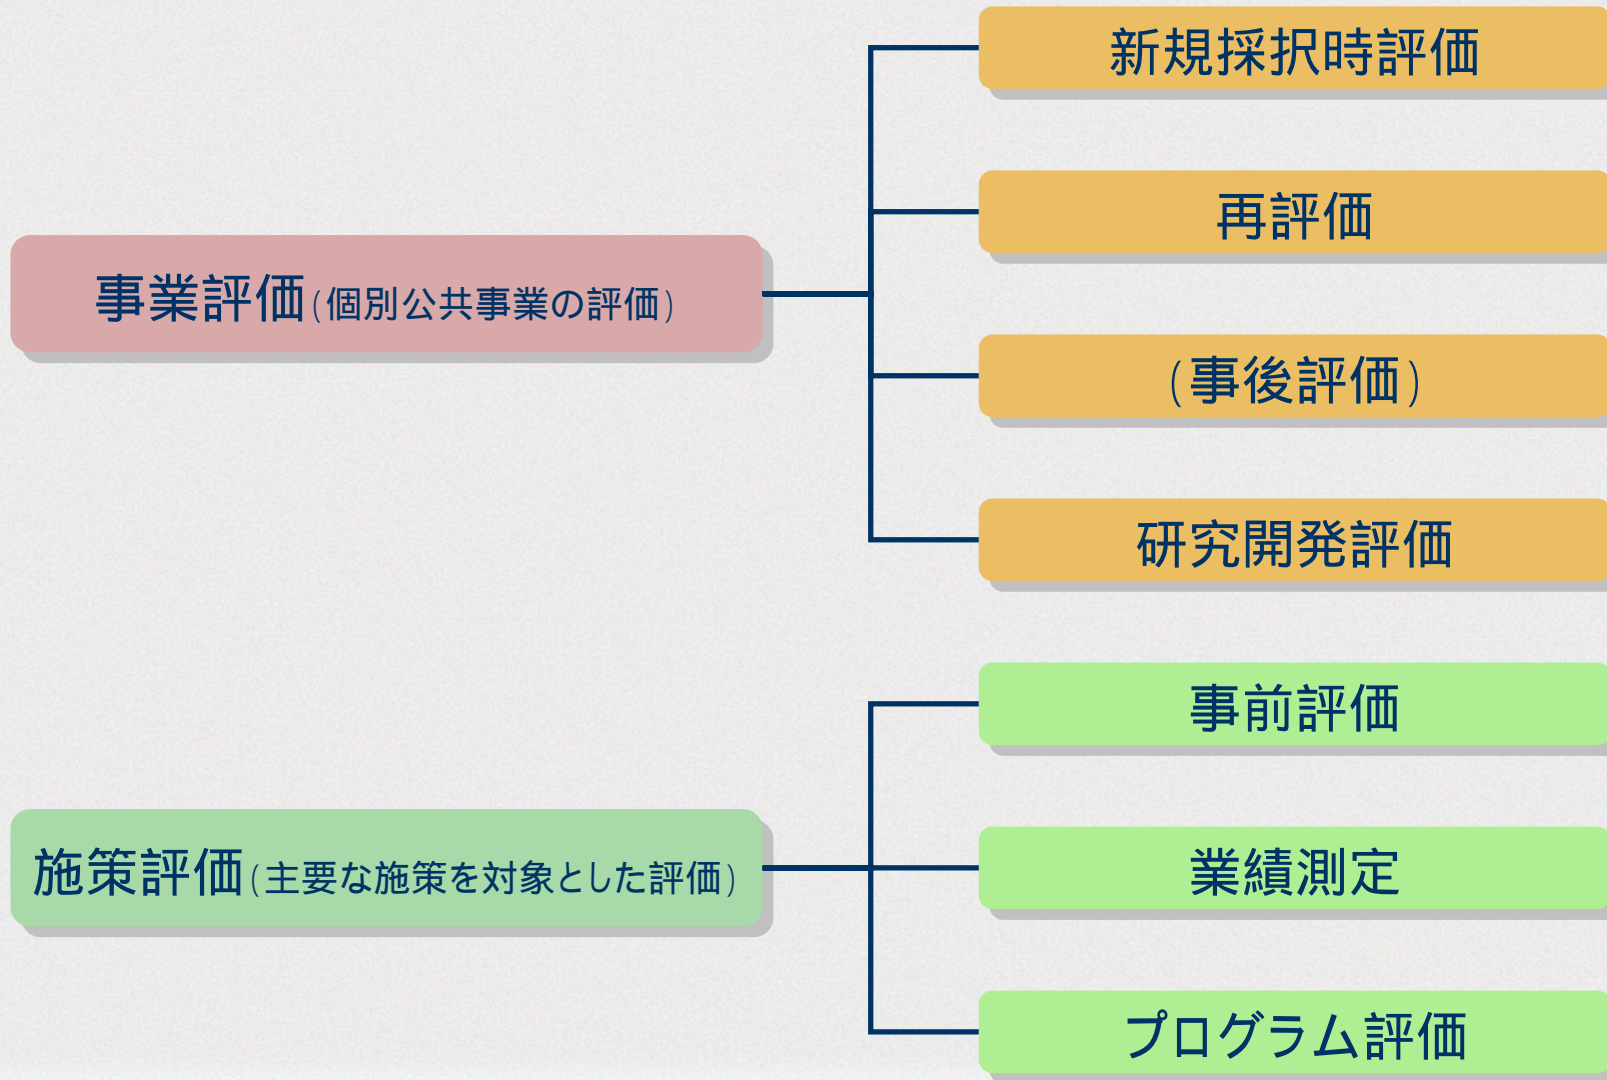 新規採択時評価
再評価
事業評価(個別公共事業の評価)
(事後評価)
研究開発評価
事前評価
施策評価(主要な施策を対象とした評価)
業績測定
プログラム評価